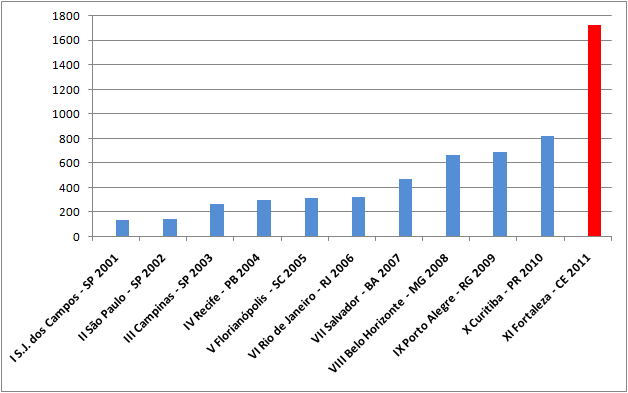 1800
1600
1400
1200
1000
800
600
400
200
0
I S.J. dos Campos - SP 2001
II São Paulo - SP 2002
III Campinas - SP 2003
IV Recife - PB 2004
V Florianópolis - SC 2005
VI Rio de Janeiro - RJ 2006
VII Salvador - BA 2007
VIII Belo Horizonte - MG 2008
IX Porto Alegre - RG 2009
X Curitiba - PR 2010
XI Fortaleza - CE 2011